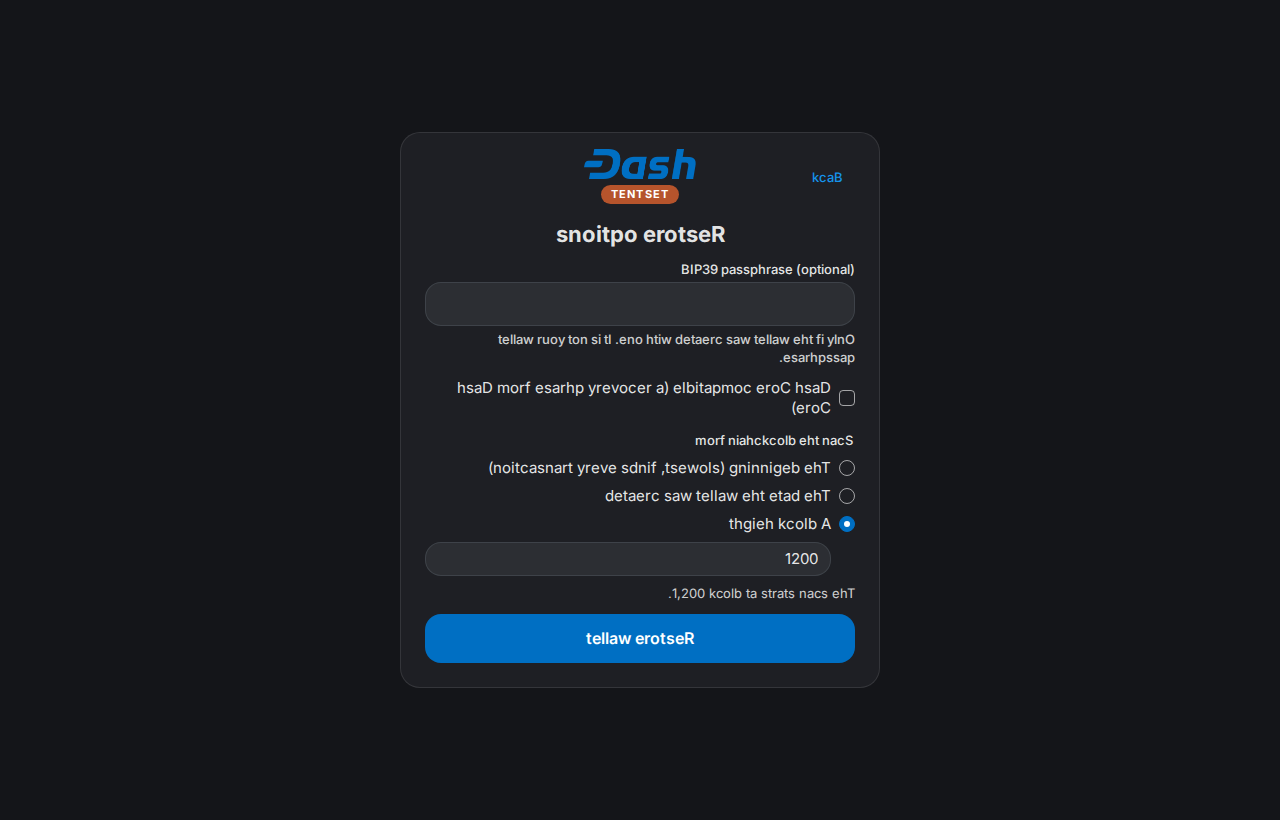 Dash
kcaB
TENTSET
snoitpo erotseR
BIP39 passphrase (optional)
tellaw ruoy ton si tI .eno htiw detaerc saw tellaw eht fi ylnO
.esarhpssap
hsaD morf esarhp yrevocer a) elbitapmoc eroC hsaD
(eroC
morf niahckcolb eht nacS
(noitcasnart yreve sdnif ,tsewols) gninnigeb ehT
detaerc saw tellaw eht etad ehT
thgieh kcolb A
1200
.1,200 kcolb ta strats nacs ehT
tellaw erotseR